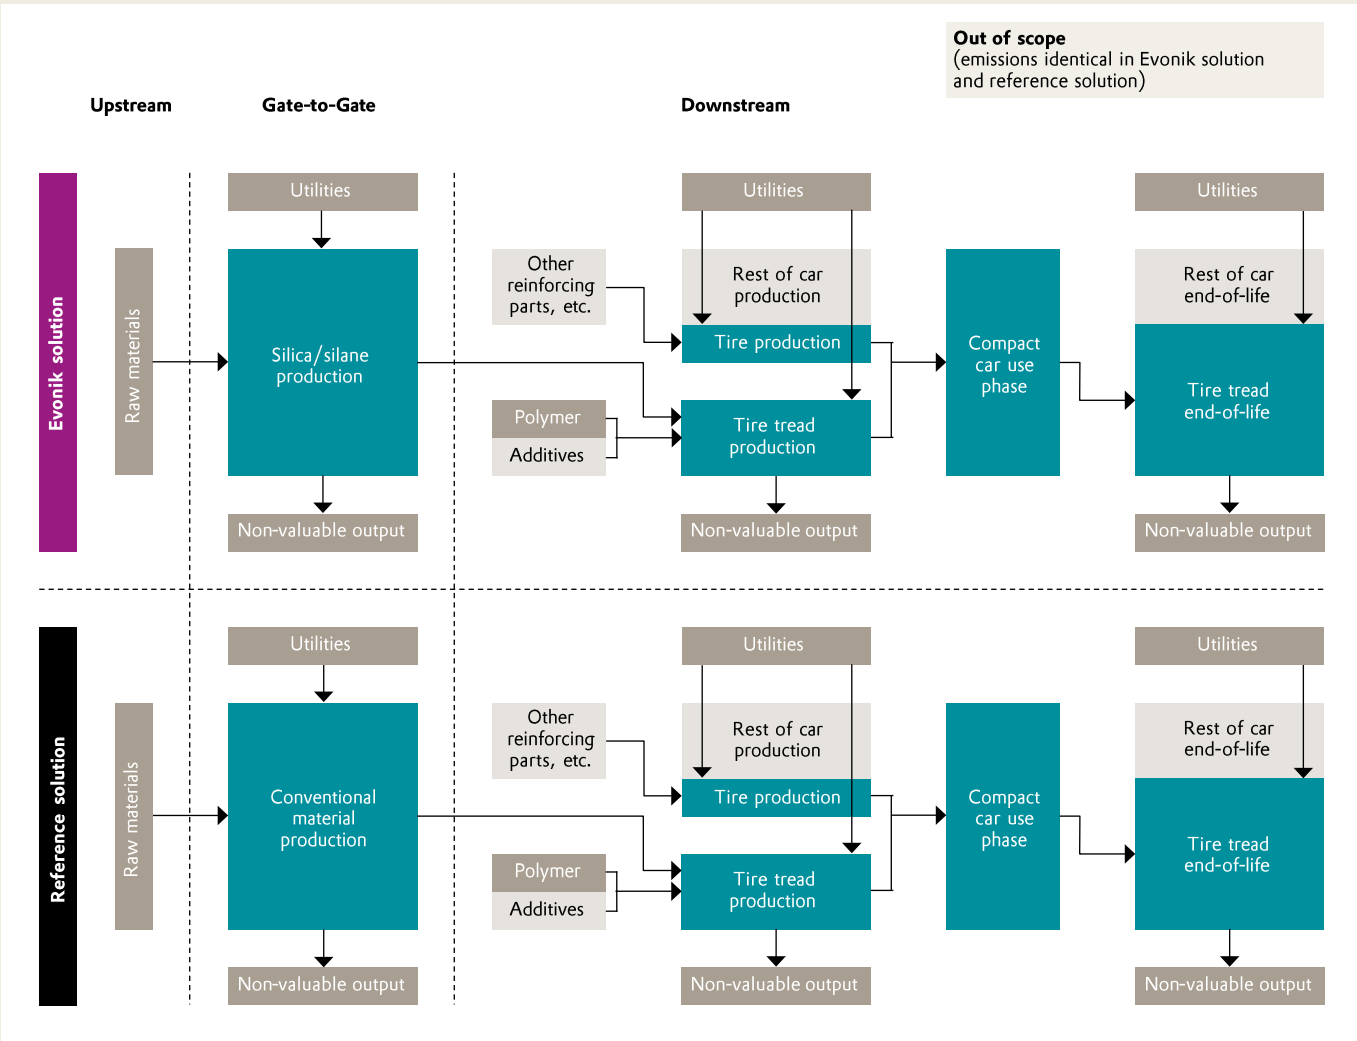 Out of scope
(emissions identical in Evonik solution
and reference solution)
Upstream
Gate-to-Gate
Downstream
Evonik solution
Raw materials
Utilities
Silica/silane
production
Non-valuable output
Other
reinforcing
parts, etc.
Polymer
Additives
Utilities
Rest of car
production
Tire production
Tire tread
production
Non-valuable output
Compact
car use
phase
Utilities
Rest of car
end-of-life
Tire tread
end-of-life
Non-valuable output
Reference solution
Raw materials
Utilities
Conventional
material
production
Non-valuable output
Other
reinforcing
parts, etc.
Polymer
Additives
Utilities
Rest of car
production
Tire production
Tire tread
production
Non-valuable output
Compact
car use
phase
Utilities
Rest of car
end-of-life
Tire tread
end-of-life
Non-valuable output